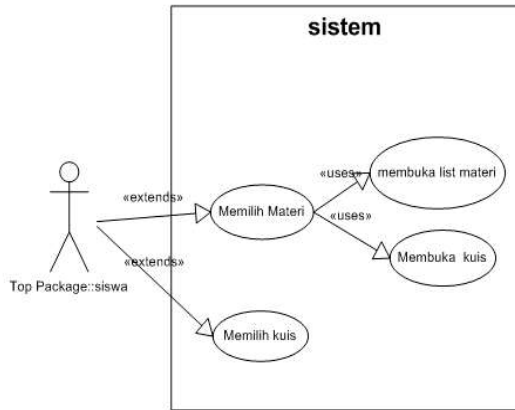 sistem
«uses» membuka list materi
«extends»
Memilih Materi
«uses»
Membuka kuis
«extends»
Top Package::siswa
Memilih kuis